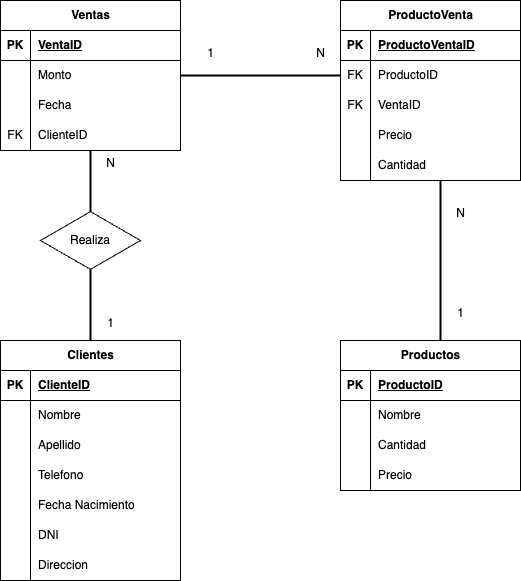 Ventas
PK VentaID
Monto
Fecha
FK ClienteID
1 N
ProductoVenta
PK ProductoVentaID
FK ProductoID
FK VentaID
Precio
Cantidad
N
Realiza
1
N
1
Clientes
PK ClienteID
Nombre
Apellido
Telefono
Fecha Nacimiento
DNI
Direccion
Productos
PK ProductoID
Nombre
Cantidad
Precio